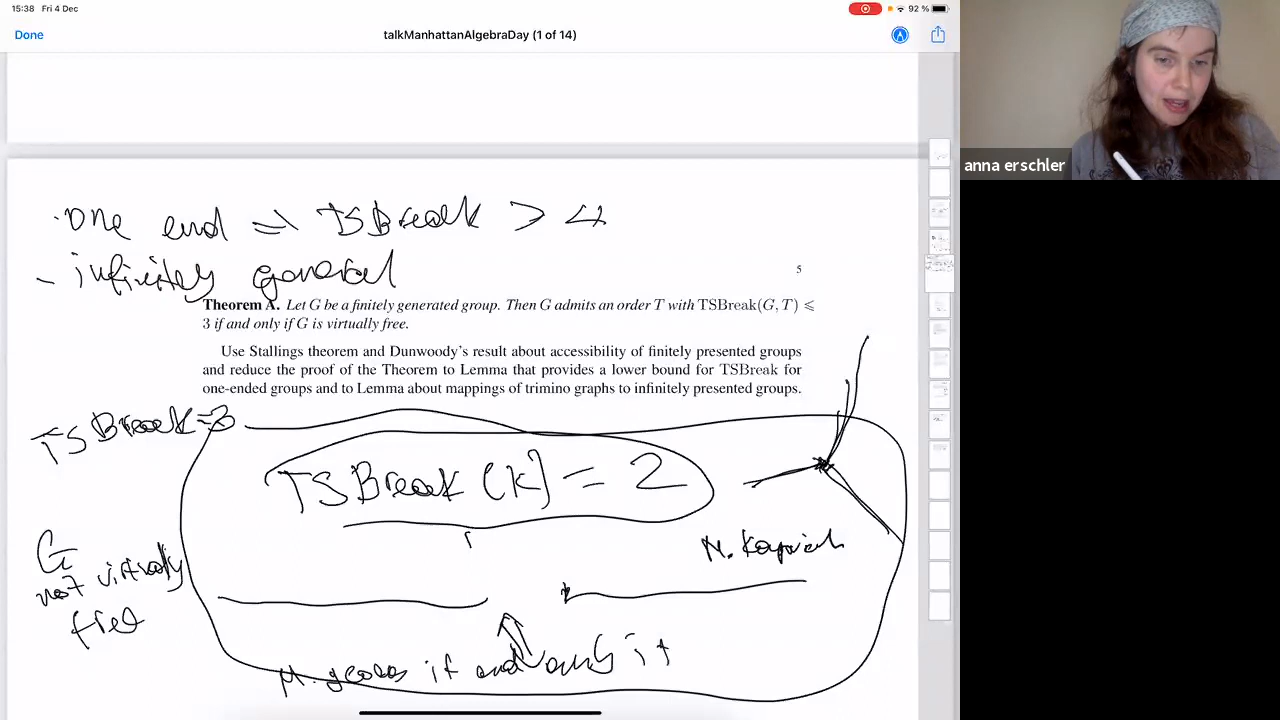 15:38 Fri 4 Dec
92 %
Done
talkManhattanAlgebraDay (1 of 14)
anna erschler
· one end => TSBreak > 4
- infinitely general
5
Theorem A. Let G be a finitely generated group. Then G admits an order T with TSBreak(G, T) ⩽
3 if and only if G is virtually free.
Use Stallings theorem and Dunwoody's result about accessibility of finitely presented groups
and reduce the proof of the Theorem to Lemma that provides a lower bound for TSBreak for
one-ended groups and to Lemma about mappings of trimino graphs to infinitely presented groups.
TSBreak = 3
TSBreak (k) = 2
G
not virtually
free
M.
M. if and only if